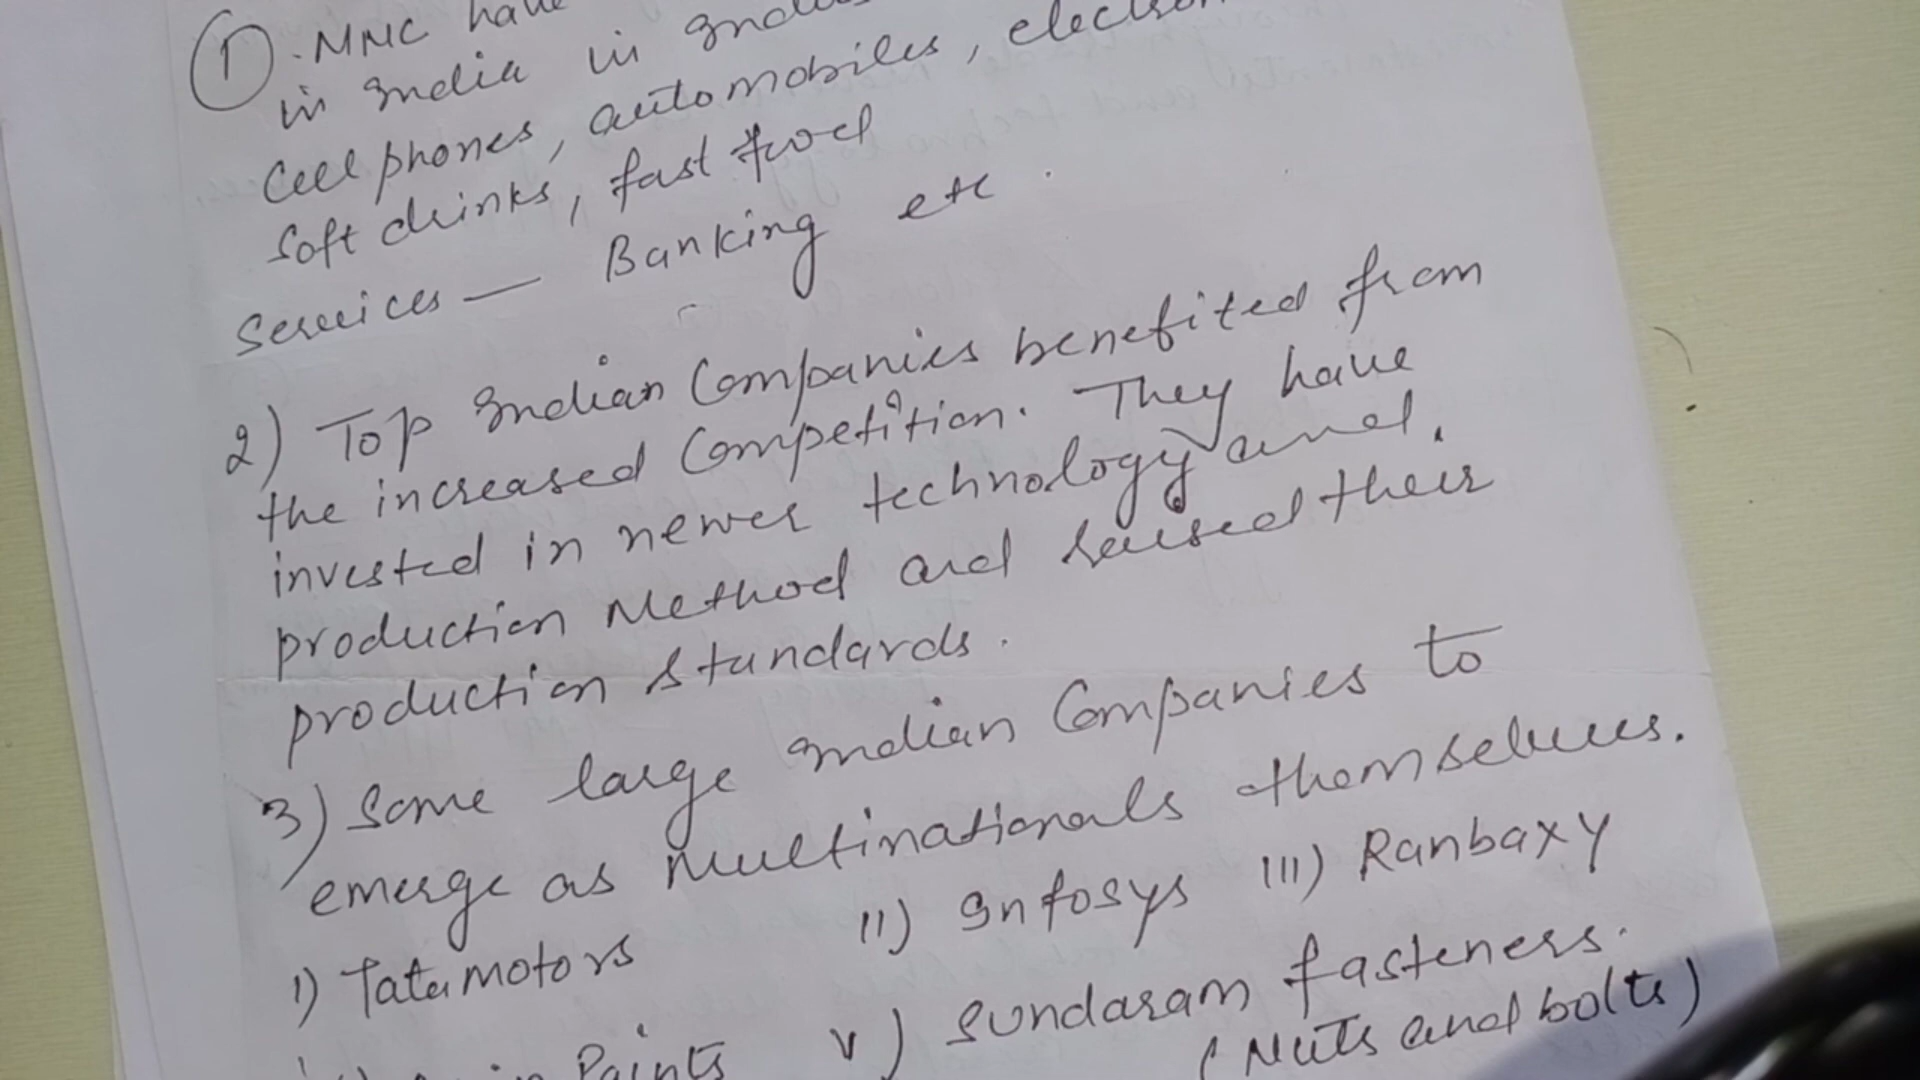 1). MNC have
in India in
Cell phones, automobiles,
Soft drinks, fast food
Services — Banking etc.
2) Top Indian Companies benefited from
the increased Competition. They have
invested in newer technology and
production Method and raised their
production standards.
3) Some large Indian Companies to
emerge as Multinationals themselves.
1) Tata motors 11) Infosys 111) Ranbaxy
Paints v) Sundaram fasteners.
(Nuts and bolts)